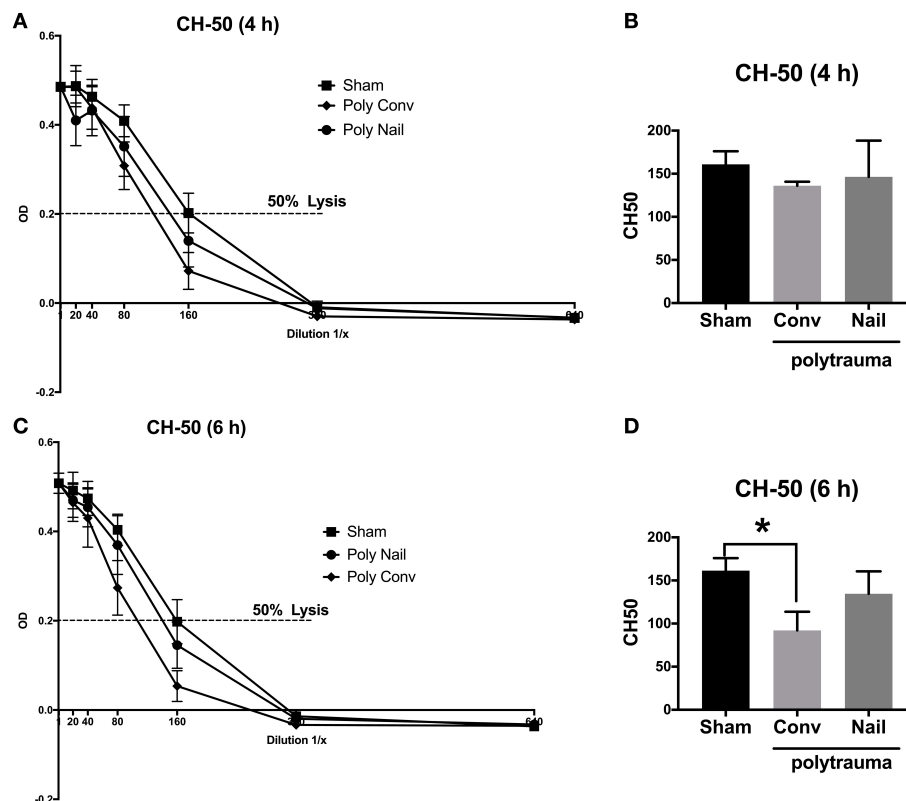 A
CH-50 (4 h)
0.6
0.4
0.2
0.0
-0.2
OD
Sham
Poly Conv
Poly Nail
50% Lysis
1 20 40 80 160 640
Dilution 1/x
B
CH-50 (4 h)
200
150
100
50
0
CH50
Sham Conv Nail
polytrauma
C
CH-50 (6 h)
0.6
0.4
0.2
0.0
-0.2
OD
Sham
Poly Nail
Poly Conv
50% Lysis
1 20 40 80 160 640
Dilution 1/x
D
CH-50 (6 h)
*
200
150
100
50
0
CH50
Sham Conv Nail
polytrauma